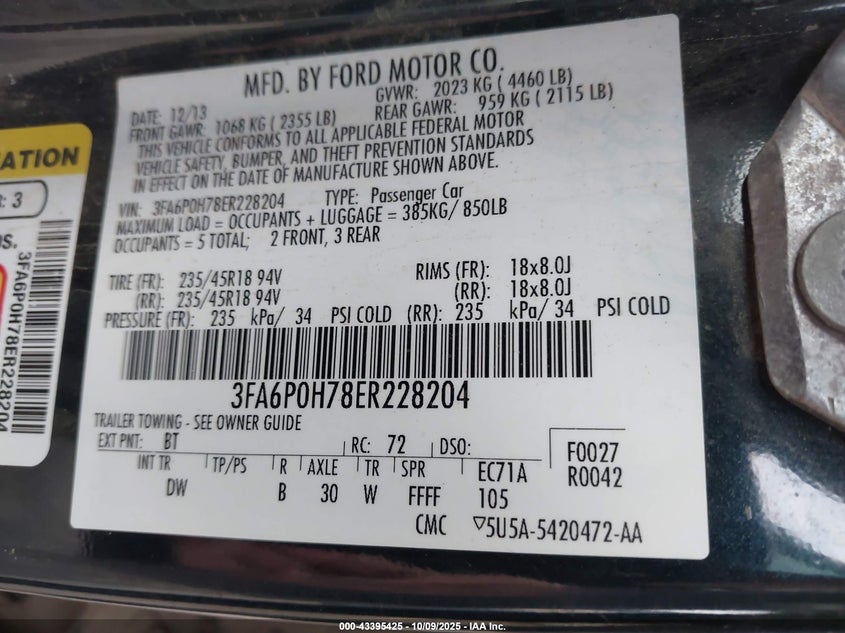 MFD. BY FORD MOTOR CO.
DATE: 12/13 GVWR: 2023 KG ( 4460 LB)
FRONT GAWR: 1068 KG ( 2355 LB) REAR GAWR: 959 KG ( 2115 LB)
THIS VEHICLE CONFORMS TO ALL APPLICABLE FEDERAL MOTOR
VEHICLE SAFETY, BUMPER, AND THEFT PREVENTION STANDARDS
IN EFFECT ON THE DATE OF MANUFACTURE SHOWN ABOVE.
VIN: 3FA6P0H78ER228204 TYPE: Passenger Car
MAXIMUM LOAD = OCCUPANTS + LUGGAGE = 385KG/ 850LB
OCCUPANTS = 5 TOTAL; 2 FRONT, 3 REAR
TIRE (FR): 235/45R18 94V RIMS (FR): 18x8.0J
(RR): 235/45R18 94V (RR): 18x8.0J
PRESSURE (FR): 235 kPa/ 34 PSI COLD (RR): 235 kPa/ 34 PSI COLD
3FA6P0H78ER228204
TRAILER TOWING - SEE OWNER GUIDE
EXT PNT: BT RC: 72 DSO: F0027
INT TR TP/PS R AXLE TR SPR EC71A R0042
DW B 30 W FFFF 105
CMC ▽5U5A-5420472-AA
: 3
3FA6P0H78ER228204
000-43395425 - 10/09/2025 - IAA Inc.